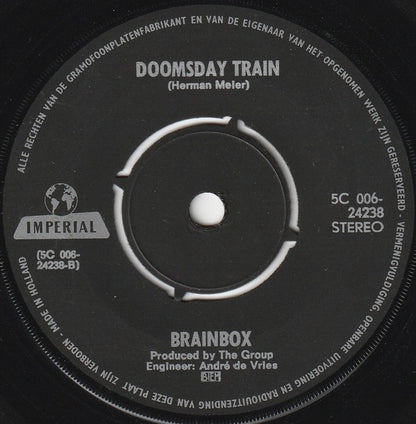 ALLE RECHTEN VAN DE GRAMOFOONPLATENFABRIKANT EN VAN DE EIGENAAR VAN HET OPGENOMEN WERK ZIJN GERESERVEERD - VERMENIGVULDIGING, OPENBARE UITVOERING EN RADIOUITZENDING VAN DEZE PLAAT ZIJN VERBODEN - MADE IN HOLLAND
DOOMSDAY TRAIN
(Herman Meier)
IMPERIAL
(5C 006-
24238-B)
5C 006-
24238
STEREO
BRAINBOX
Produced by The Group
Engineer: André de Vries
STEMRA